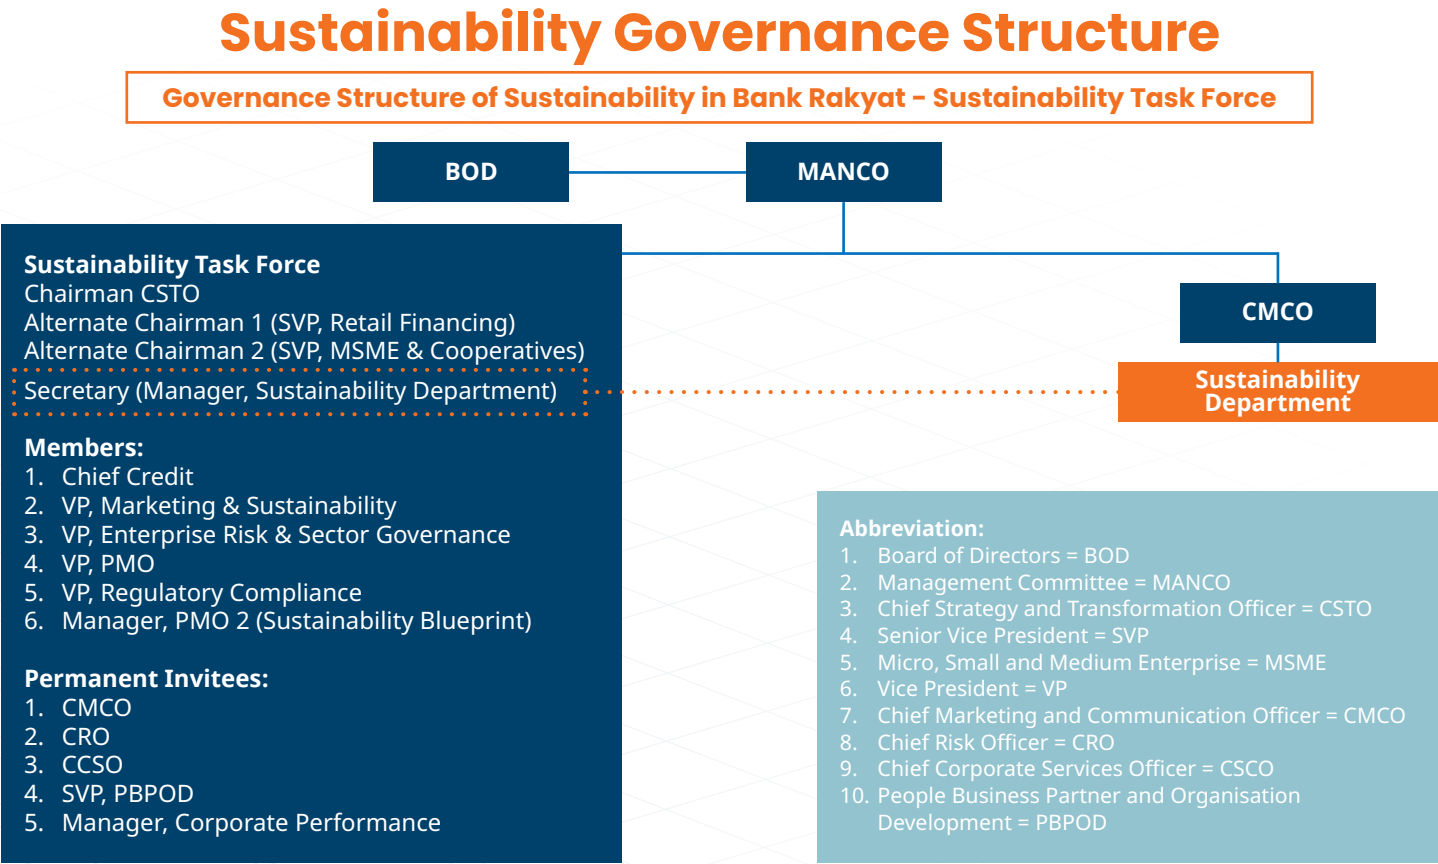 Sustainability Governance Structure
Governance Structure of Sustainability in Bank Rakyat – Sustainability Task Force
BOD
MANCO
Sustainability Task Force
Chairman CSTO
Alternate Chairman 1 (SVP, Retail Financing)
Alternate Chairman 2 (SVP, MSME & Cooperatives)
Secretary (Manager, Sustainability Department)
Members:
1. Chief Credit
2. VP, Marketing & Sustainability
3. VP, Enterprise Risk & Sector Governance
4. VP, PMO
5. VP, Regulatory Compliance
6. Manager, PMO 2 (Sustainability Blueprint)
Permanent Invitees:
1. CMCO
2. CRO
3. CCSO
4. SVP, PBPOD
5. Manager, Corporate Performance
CMCO
Sustainability
Department
Abbreviation:
1. Board of Directors = BOD
2. Management Committee = MANCO
3. Chief Strategy and Transformation Officer = CSTO
4. Senior Vice President = SVP
5. Micro, Small and Medium Enterprise = MSME
6. Vice President = VP
7. Chief Marketing and Communication Officer = CMCO
8. Chief Risk Officer = CRO
9. Chief Corporate Services Officer = CSCO
10. People Business Partner and Organisation
Development = PBPOD